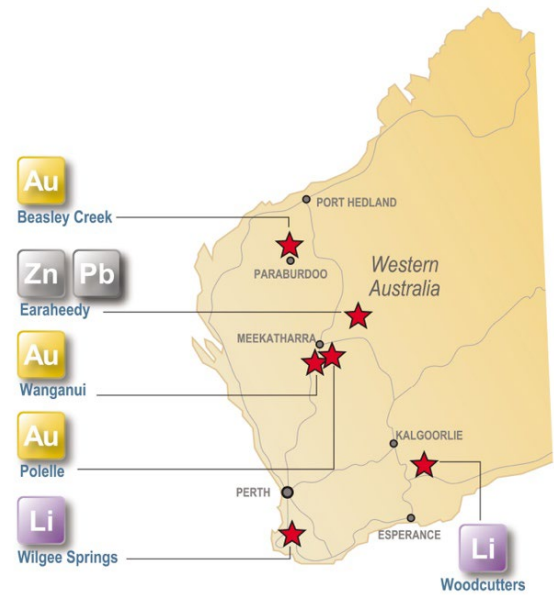 Au
Beasley Creek
PORT HEDLAND
PARABURDOO
Western
Australia
Zn Pb
Earaheedy
MEEKATHARRA
Au
Wanganui
Au
Polelle
KALGOORLIE
PERTH
ESPERANCE
Li
Wilgee Springs
Li
Woodcutters